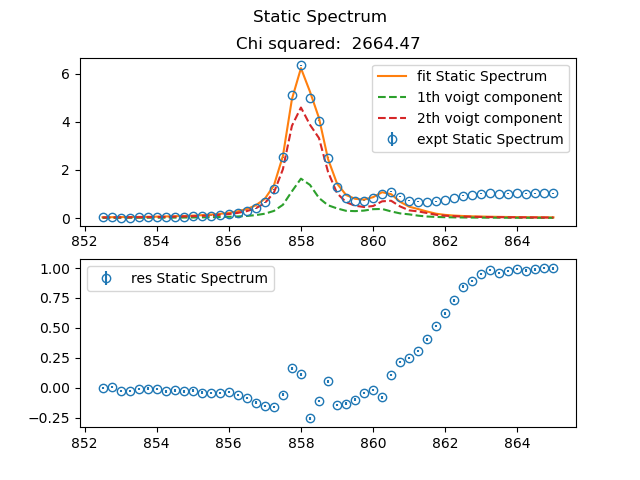 Static Spectrum
Chi squared:  2664.47
6
4
2
0
fit Static Spectrum
1th voigt component
2th voigt component
expt Static Spectrum
852 854 856 858 860 862 864
1.00
0.75
0.50
0.25
0.00
−0.25
res Static Spectrum
852 854 856 858 860 862 864